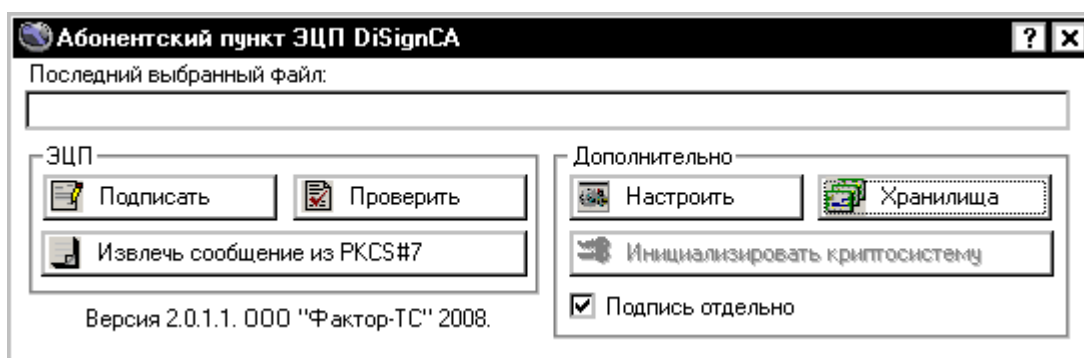 Абонентский пункт ЭЦП DiSignCA
Последний выбранный файл:
ЭЦП
Подписать
Проверить
Извлечь сообщение из PKCS#7
Версия 2.0.1.1. ООО "Фактор-ТС" 2008.
Дополнительно
Настроить
Хранилища
Инициализировать криптосистему
Подпись отдельно